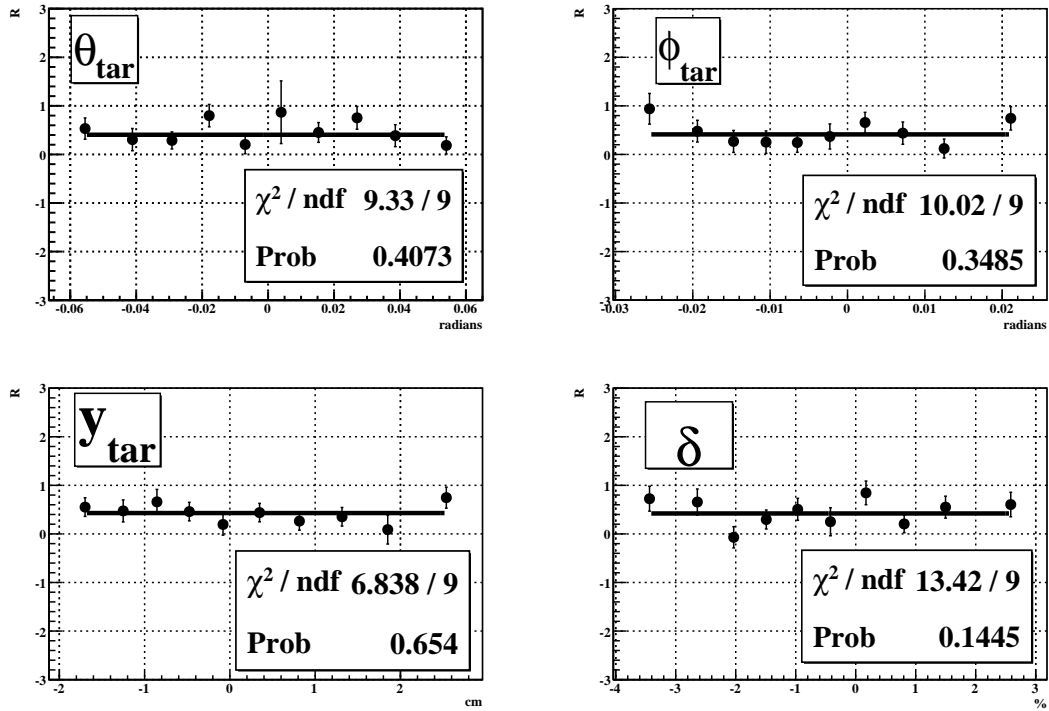 R
3
2
1
0
-1
-2
-3
θtar
χ2 / ndf 9.33 / 9
Prob 0.4073
-0.06 -0.04 -0.02 0 0.02 0.04 0.06
radians
R
3
2
1
0
-1
-2
-3
ϕtar
χ2 / ndf 10.02 / 9
Prob 0.3485
-0.03 -0.02 -0.01 0 0.01 0.02
radians
R
3
2
1
0
-1
-2
-3
ytar
χ2 / ndf 6.838 / 9
Prob 0.654
-2 0 2
cm
R
3
2
1
0
-1
-2
-3
δ
χ2 / ndf 13.42 / 9
Prob 0.1445
-4 -3 -2 -1 0 1 2 3
%